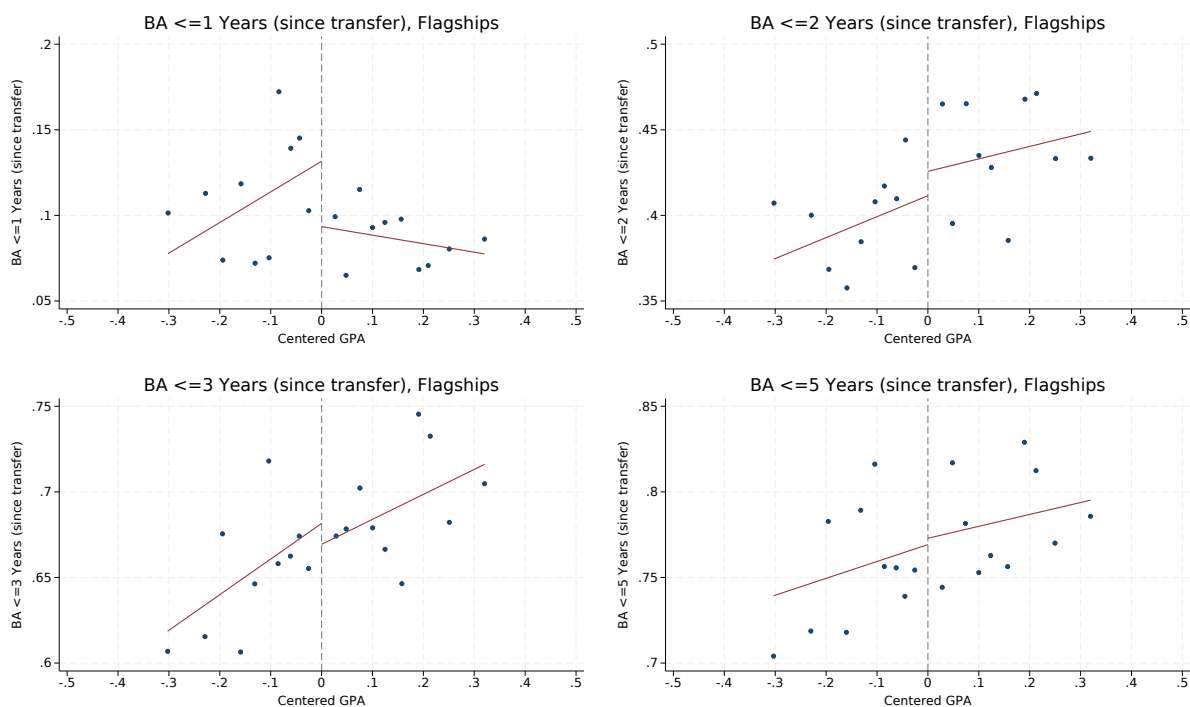 BA <=1 Years (since transfer), Flagships
BA <=1 Years (since transfer)
.2
.15
.1
.05
-.5 -.4 -.3 -.2 -.1 0 .1 .2 .3 .4 .5
Centered GPA
BA <=2 Years (since transfer), Flagships
BA <=2 Years (since transfer)
.5
.45
.4
.35
-.5 -.4 -.3 -.2 -.1 0 .1 .2 .3 .4 .5
Centered GPA
BA <=3 Years (since transfer), Flagships
BA <=3 Years (since transfer)
.75
.7
.65
.6
-.5 -.4 -.3 -.2 -.1 0 .1 .2 .3 .4 .5
Centered GPA
BA <=5 Years (since transfer), Flagships
BA <=5 Years (since transfer)
.85
.8
.75
.7
-.5 -.4 -.3 -.2 -.1 0 .1 .2 .3 .4 .5
Centered GPA